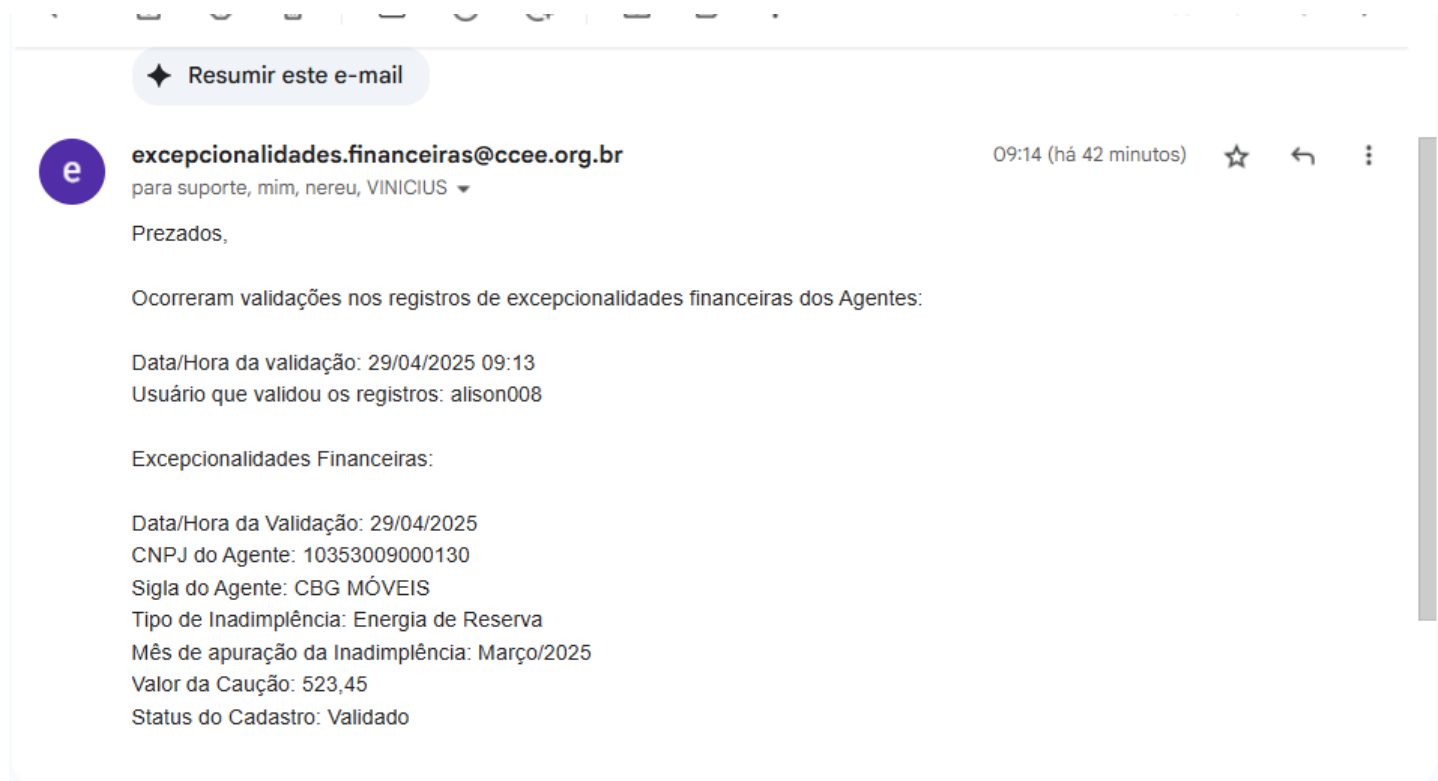 Resumir este e-mail
e
excepcionalidades.financeiras@ccee.org.br
09:14 (há 42 minutos)
para suporte, mim, nereu, VINICIUS
Prezados,
Ocorreram validações nos registros de excepcionalidades financeiras dos Agentes:
Data/Hora da validação: 29/04/2025 09:13
Usuário que validou os registros: alison008
Excepcionalidades Financeiras:
Data/Hora da Validação: 29/04/2025
CNPJ do Agente: 10353009000130
Sigla do Agente: CBG MÓVEIS
Tipo de Inadimplência: Energia de Reserva
Mês de apuração da Inadimplência: Março/2025
Valor da Caução: 523,45
Status do Cadastro: Validado